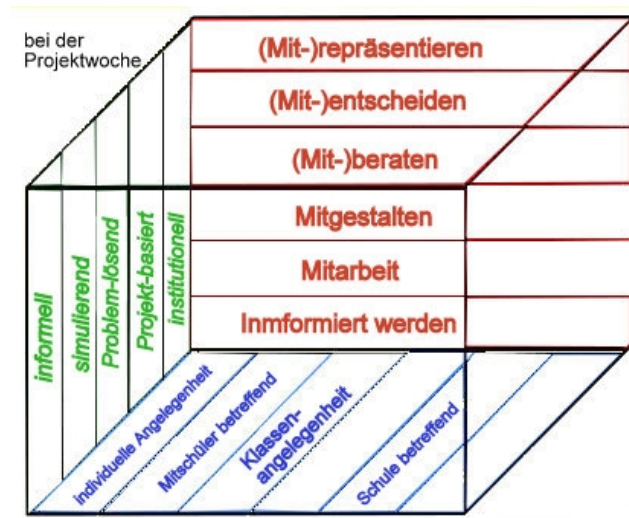 bei der
Projektwoche
(Mit-)repräsentieren
(Mit-)entscheiden
(Mit-)beraten
Mitgestalten
Mitarbeit
Inmformiert werden
informell
simulierend
Problem-lösend
Projekt-basiert
institutionell
individuelle Angelegenheit
Mitschüler betreffend
Klassen-
angelegenheit
Schule betreffend